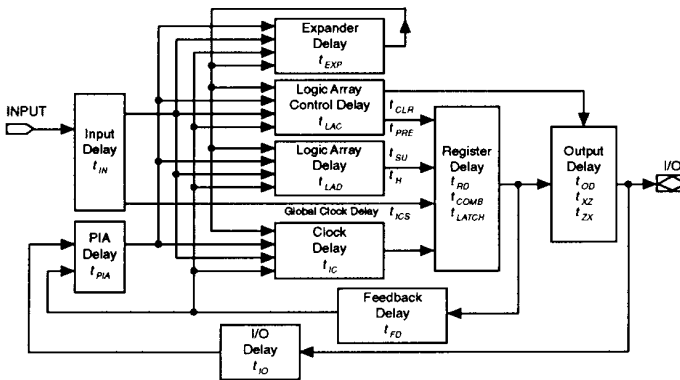 Expander
Delay
tEXP
Logic Array
Control Delay
tLAC
tCLR
tPRE
INPUT
Input
Delay
tIN
Logic Array
Delay
tLAD
tSU
tH
Register
Delay
tRD
tCOMB
tLATCH
Output
Delay
tOD
tXZ
tZX
I/O
Global Clock Delay
tICS
PIA
Delay
tPIA
Clock
Delay
tIC
Feedback
Delay
tFD
I/O
Delay
tIO